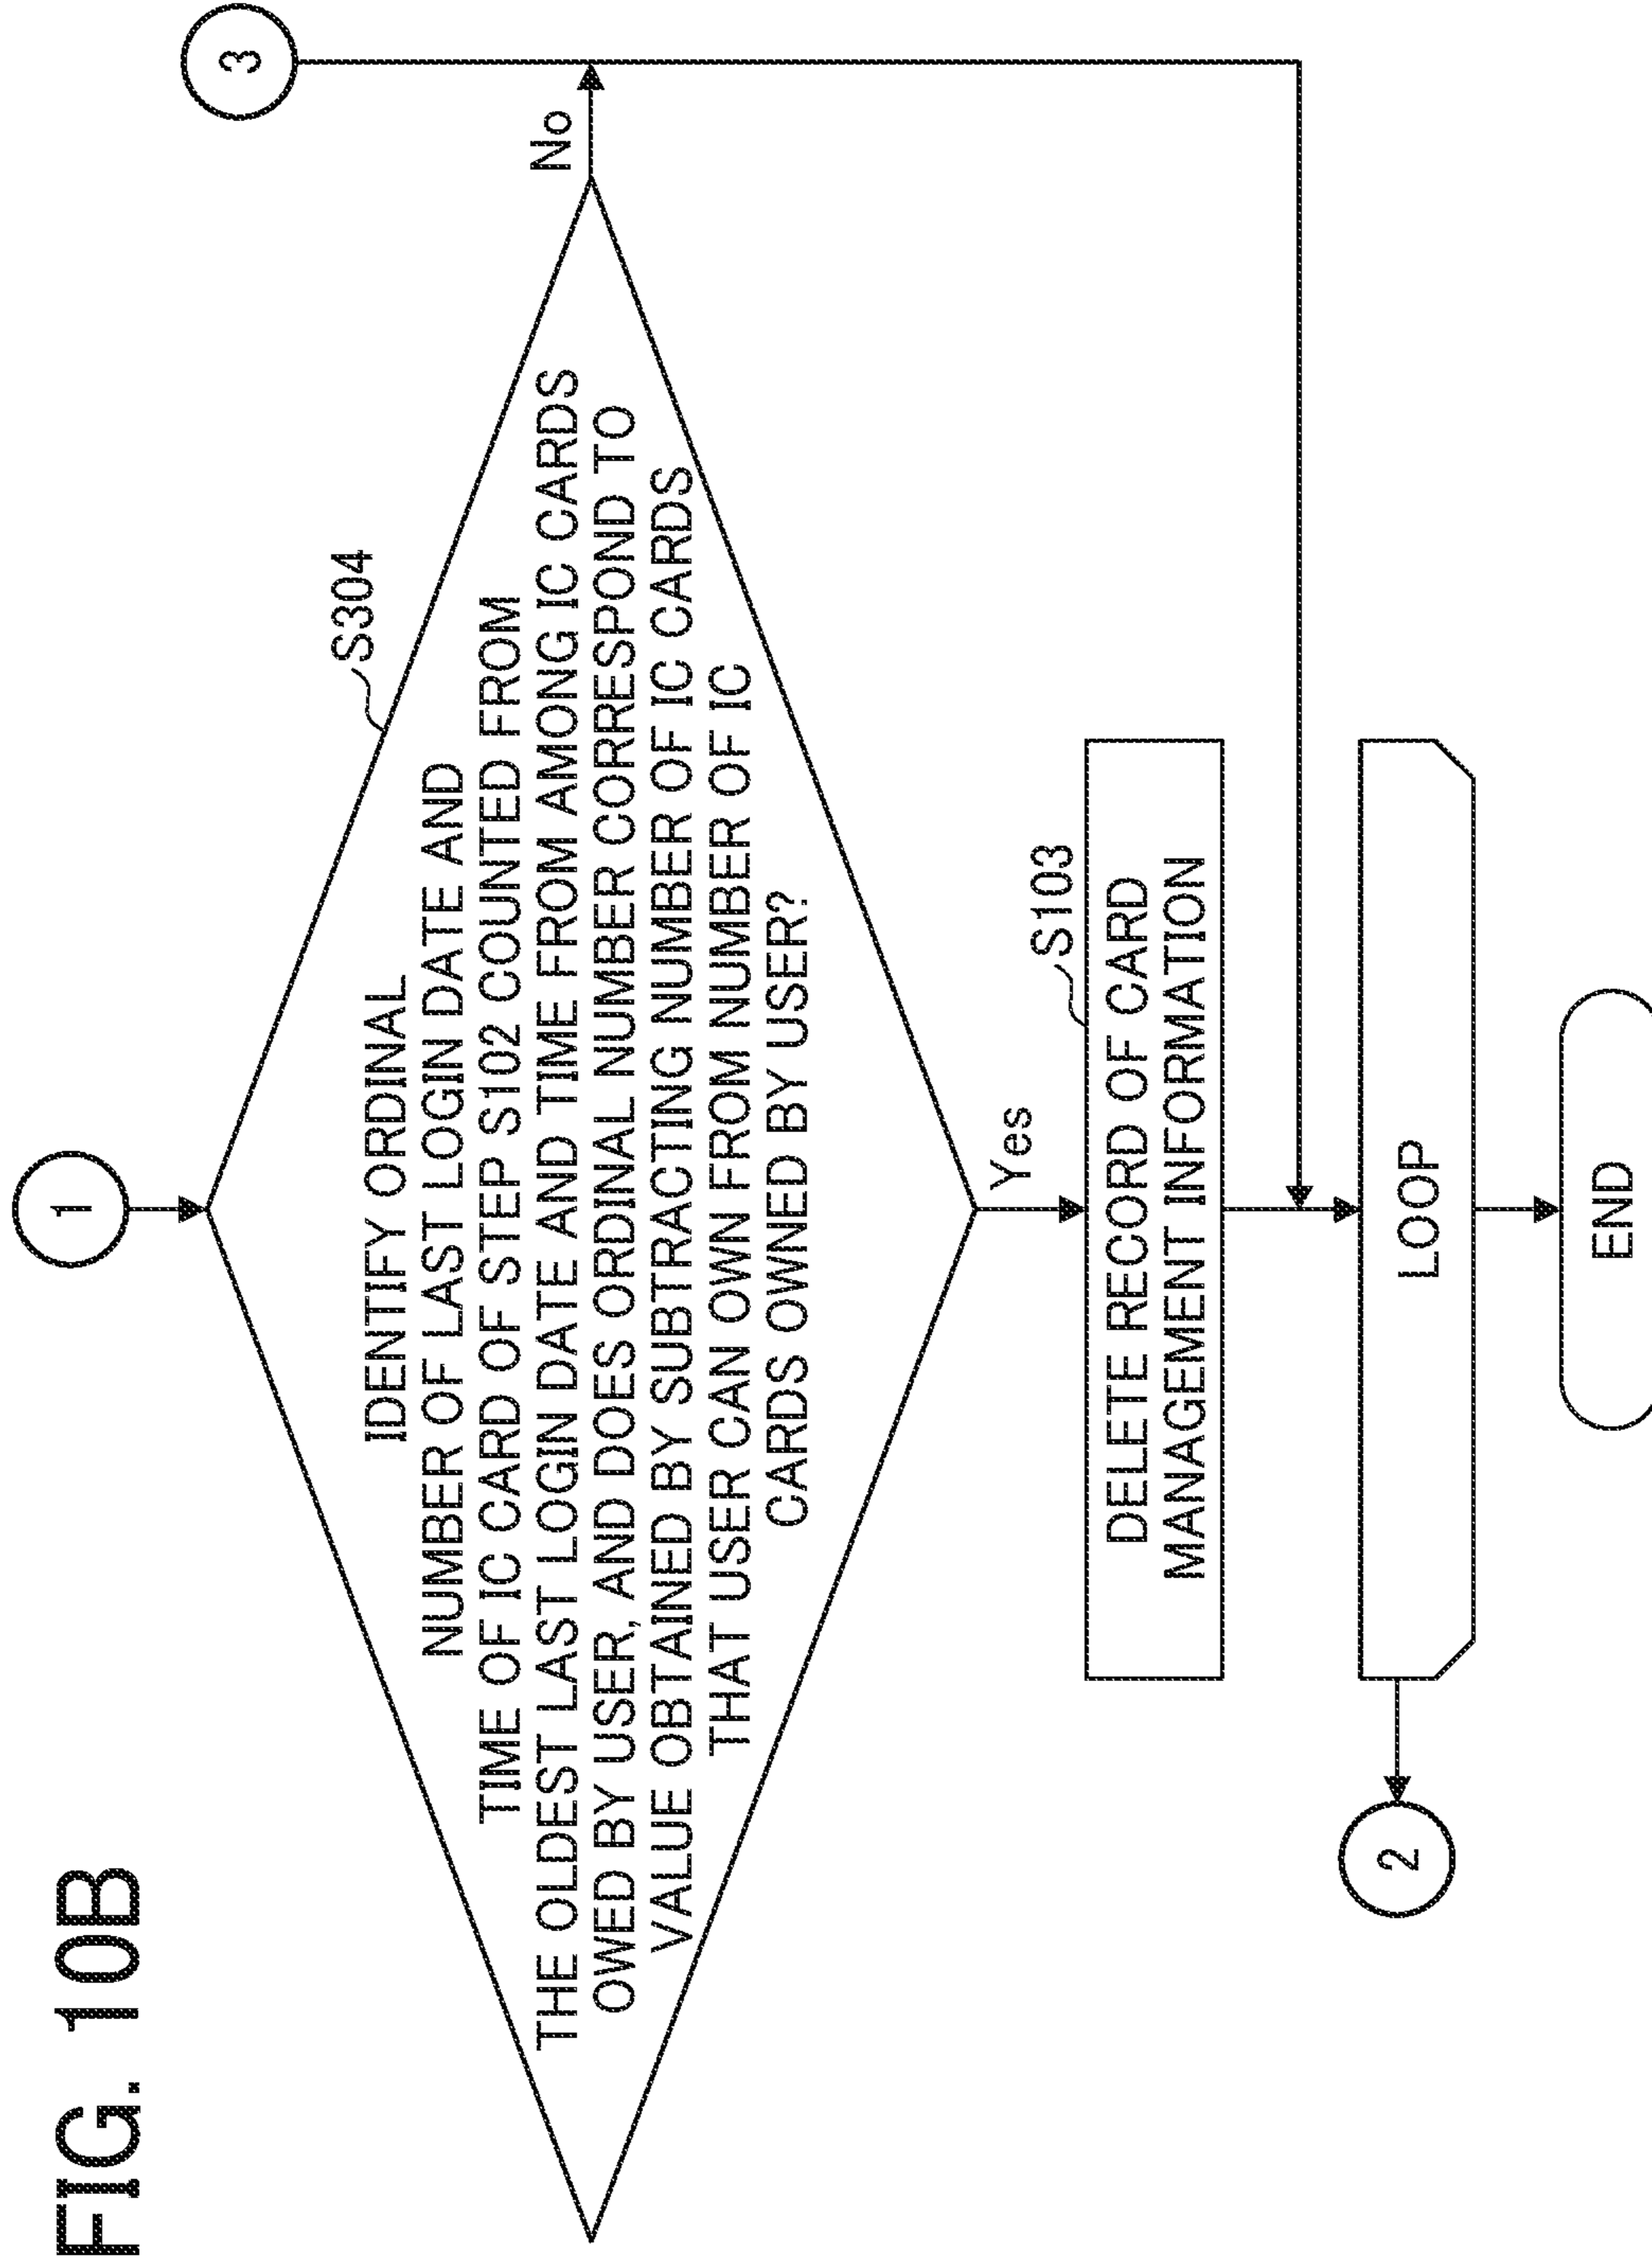 FIG. 10B
1
3
S304
IDENTIFY ORDINAL
NUMBER OF LAST LOGIN DATE AND
TIME OF IC CARD OF STEP S102 COUNTED FROM
THE OLDEST LAST LOGIN DATE AND TIME FROM AMONG IC CARDS
OWED BY USER, AND DOES ORDINAL NUMBER CORRESPOND TO
VALUE OBTAINED BY SUBTRACTING NUMBER OF IC CARDS
THAT USER CAN OWN FROM NUMBER OF IC
CARDS OWNED BY USER?
No
Yes
S103
DELETE RECORD OF CARD
MANAGEMENT INFORMATION
LOOP
2
END